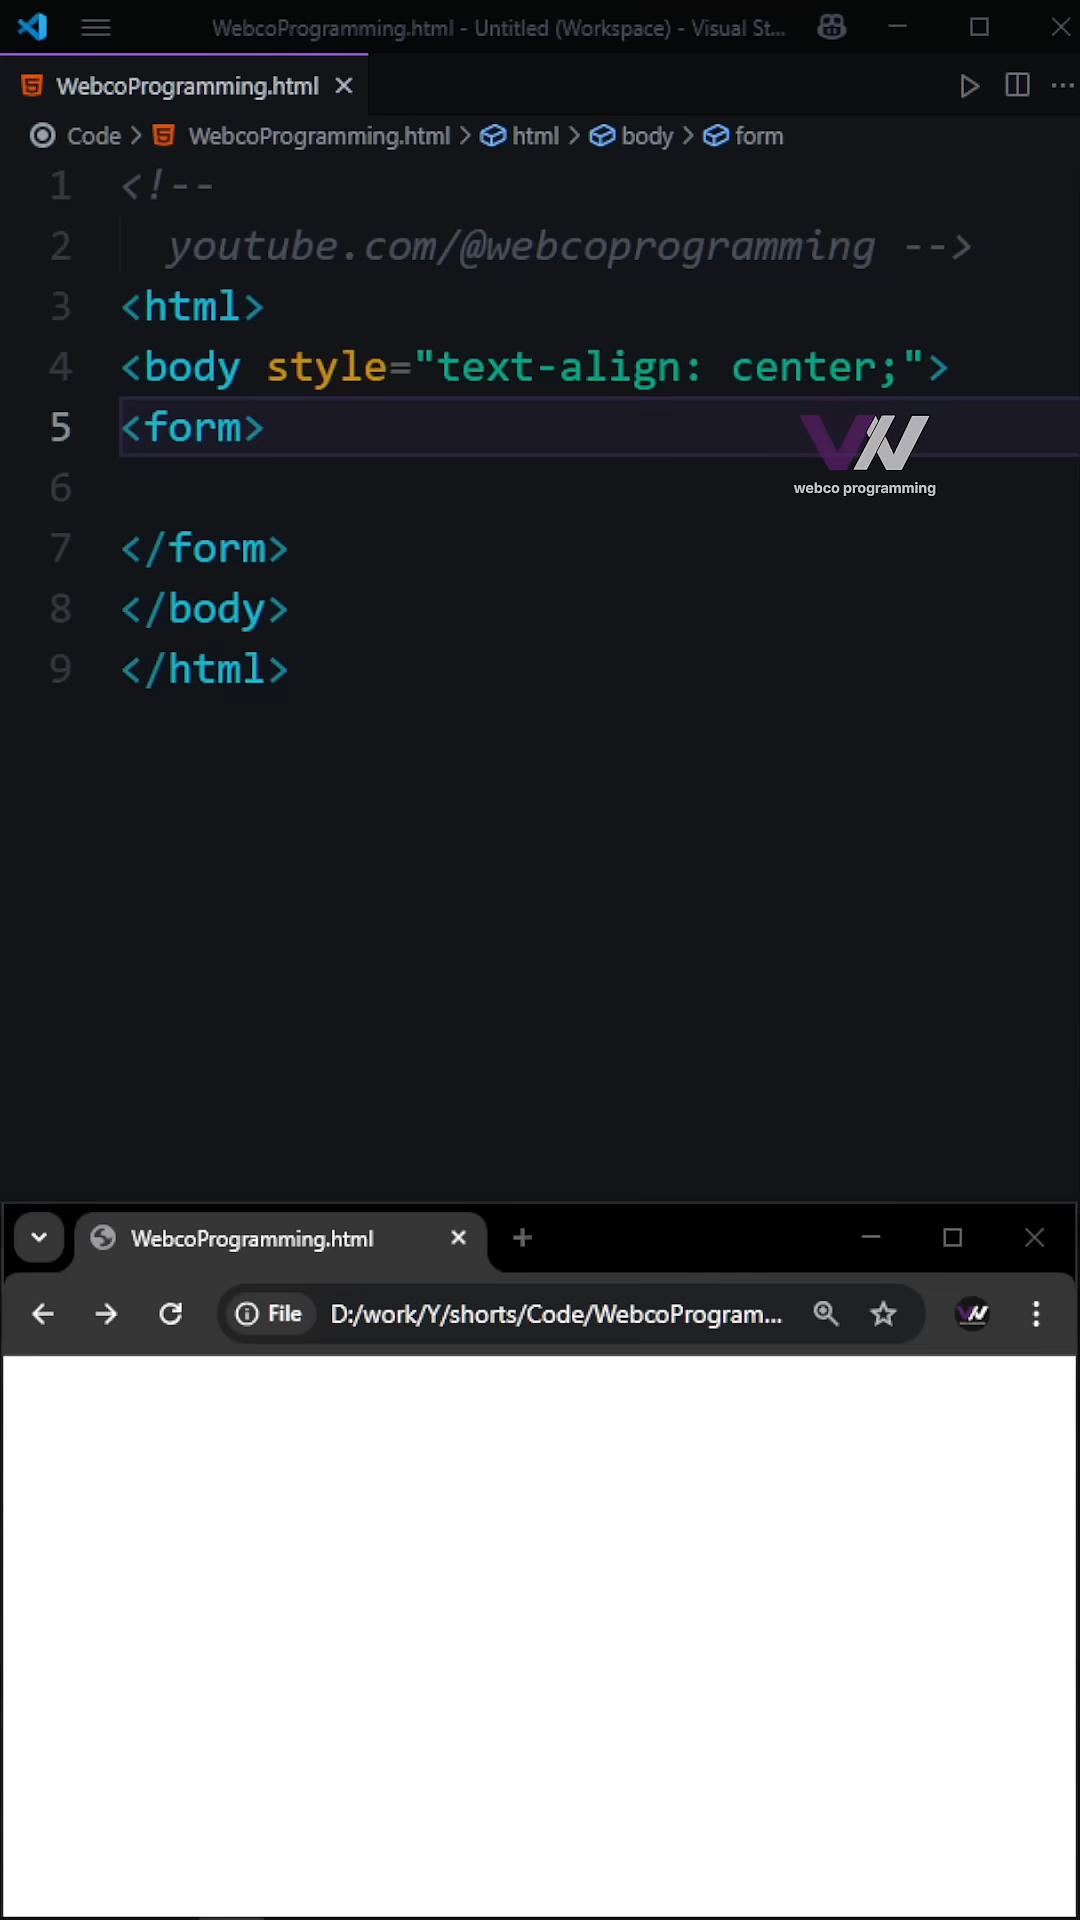 WebcoProgramming.html - Untitled (Workspace) - Visual St...
WebcoProgramming.html
Code > WebcoProgramming.html > html > body > form
1 <!--
2 youtube.com/@webcoprogramming -->
3 <html>
4 <body style="text-align: center;">
5 <form>
webco programming
6
7 </form>
8 </body>
9 </html>
WebcoProgramming.html
File D:/work/Y/shorts/Code/WebcoProgram...